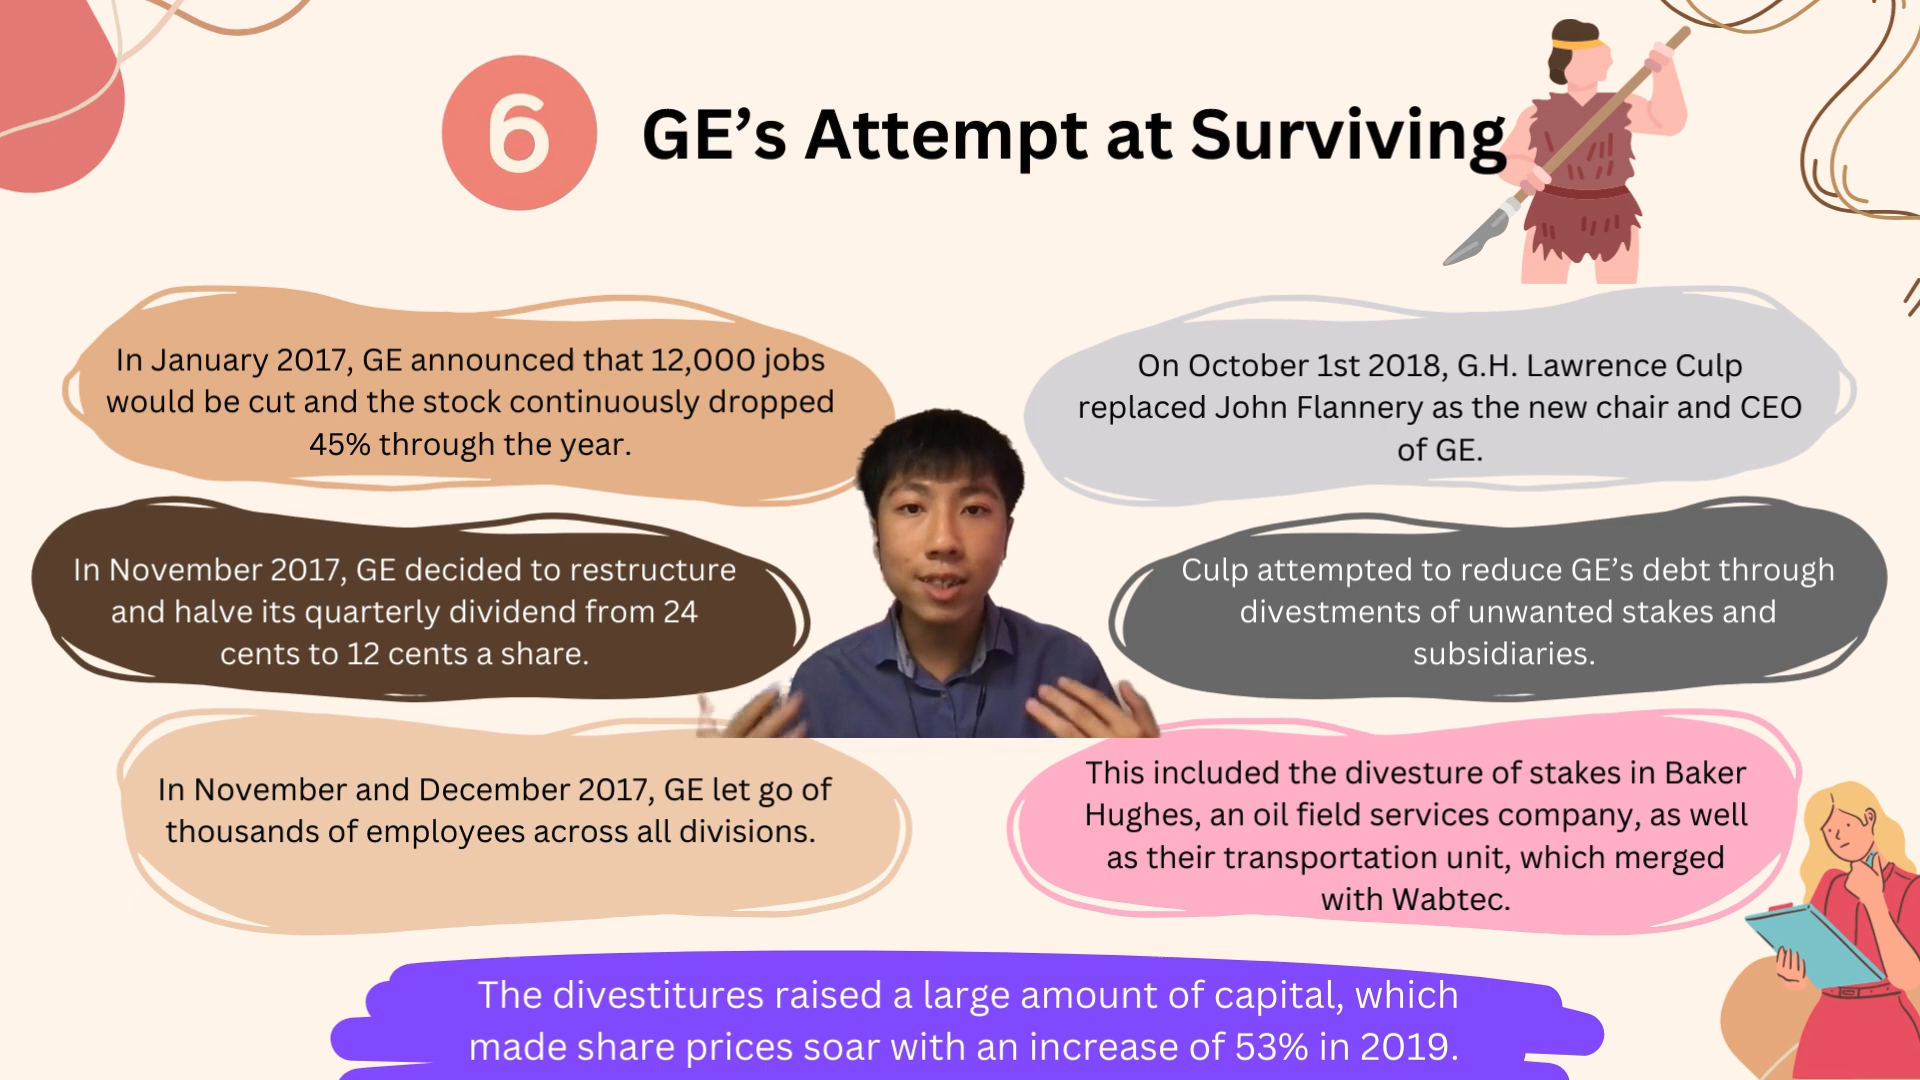 6
GE’s Attempt at Surviving
In January 2017, GE announced that 12,000 jobs
would be cut and the stock continuously dropped
45% through the year.
In November 2017, GE decided to restructure
and halve its quarterly dividend from 24
cents to 12 cents a share.
In November and December 2017, GE let go of
thousands of employees across all divisions.
On October 1st 2018, G.H. Lawrence Culp
replaced John Flannery as the new chair and CEO
of GE.
Culp attempted to reduce GE’s debt through
divestments of unwanted stakes and
subsidiaries.
This included the divesture of stakes in Baker
Hughes, an oil field services company, as well
as their transportation unit, which merged
with Wabtec.
The divestitures raised a large amount of capital, which
made share prices soar with an increase of 53% in 2019.